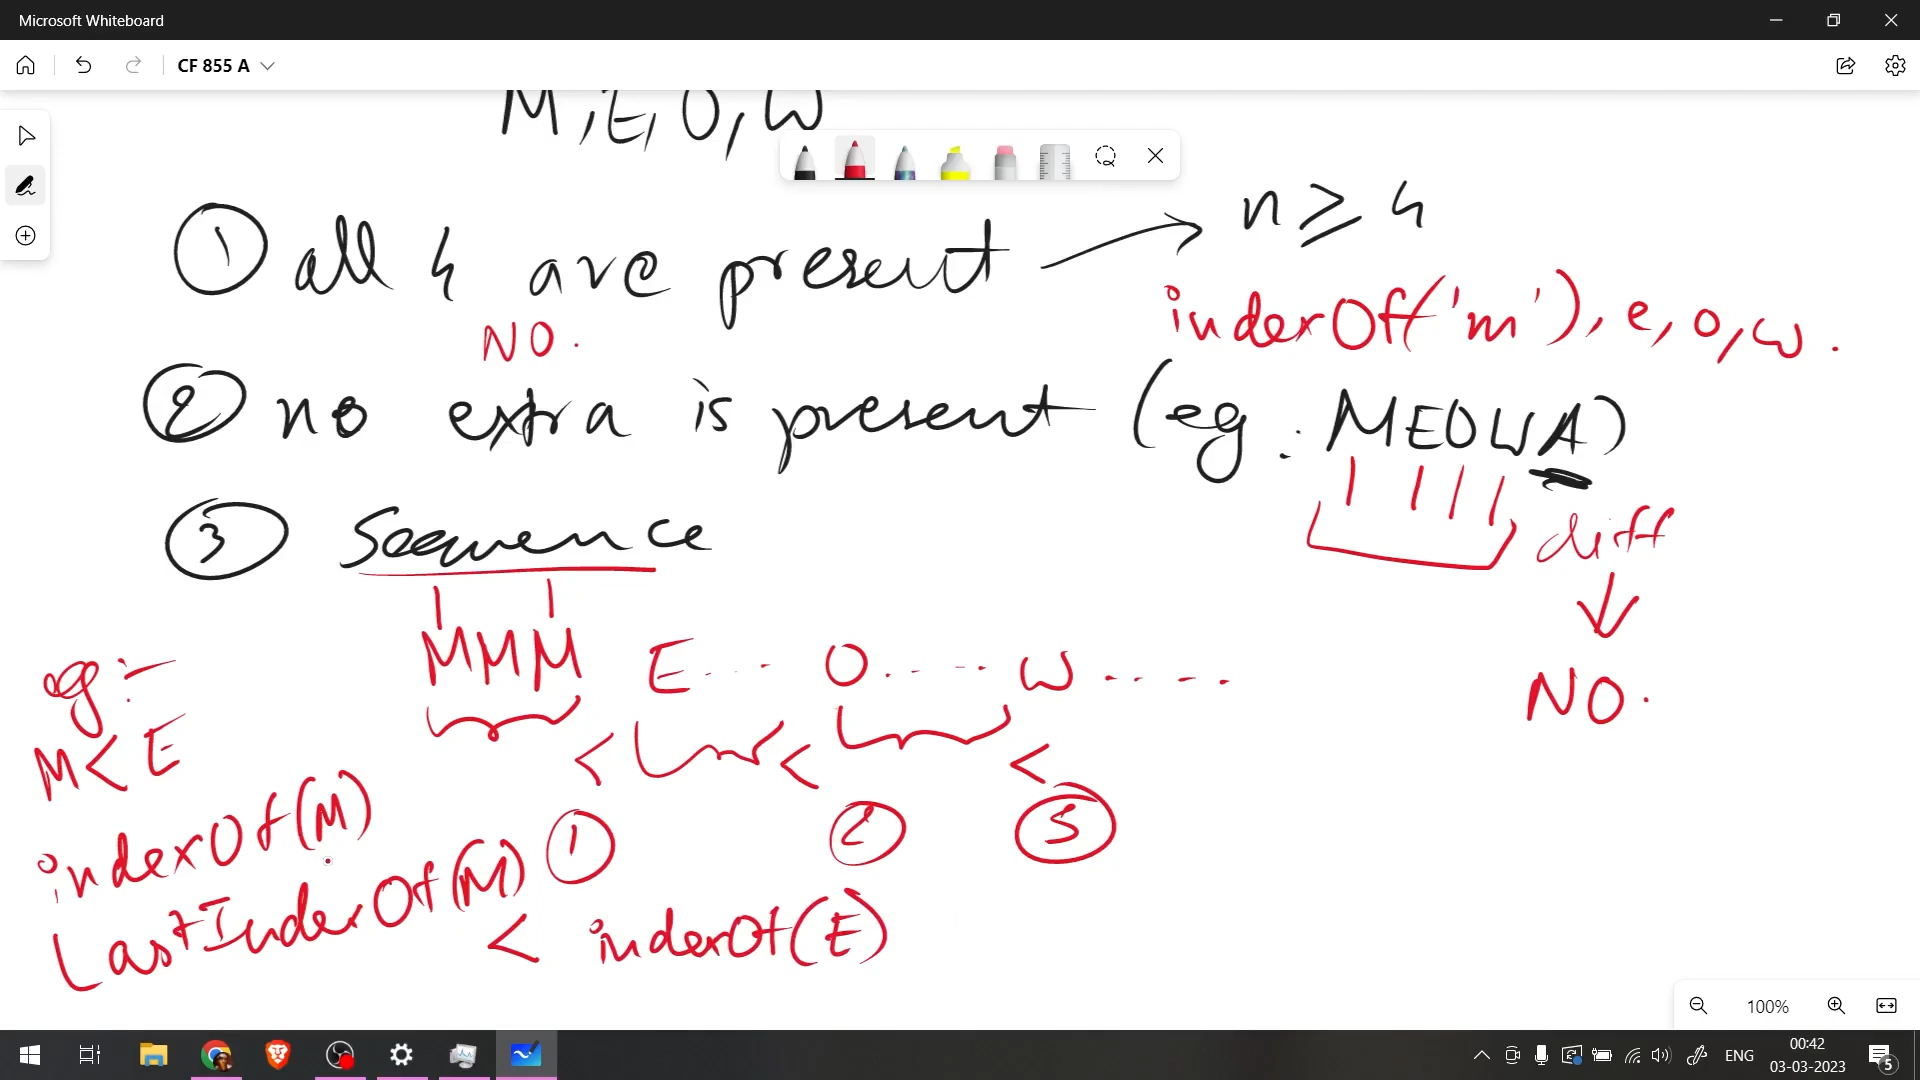 Microsoft Whiteboard
CF 855 A
M, E, O, W
n ≥ 4
① all 4 are present →
NO.
indexOf('m'), e, o, w.
② no extra is present (eg: MEOWA)
diff
③ Sequence
MMM E... O..... W.....
NO.
eg :-
M < E
< < <
① ② ③
indexOf(M)
LastIndexOf(M) < indexOf(E)
100%
ENG
00:42
03-03-2023
5